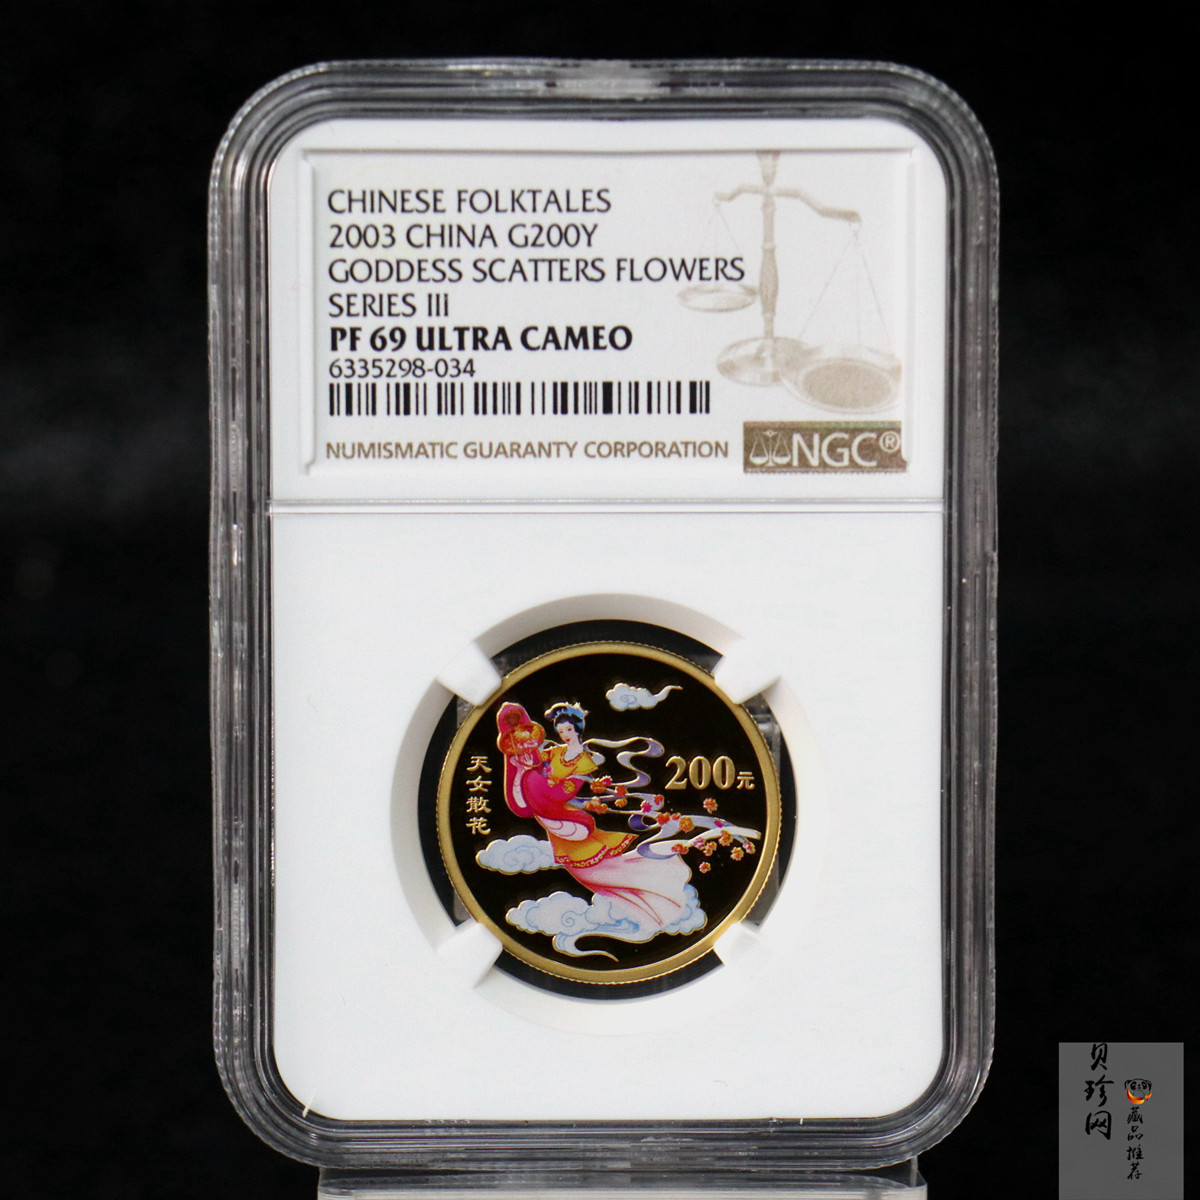 CHINESE FOLKTALES
2003 CHINA G200Y
GODDESS SCATTERS FLOWERS
SERIES IIi
PF 69 ULTRA CAMEO
6335298-034
NUMISMATIC GUARANTY CORPORATION
NGC®
天女散花
200元
贝珍网
藏品推荐